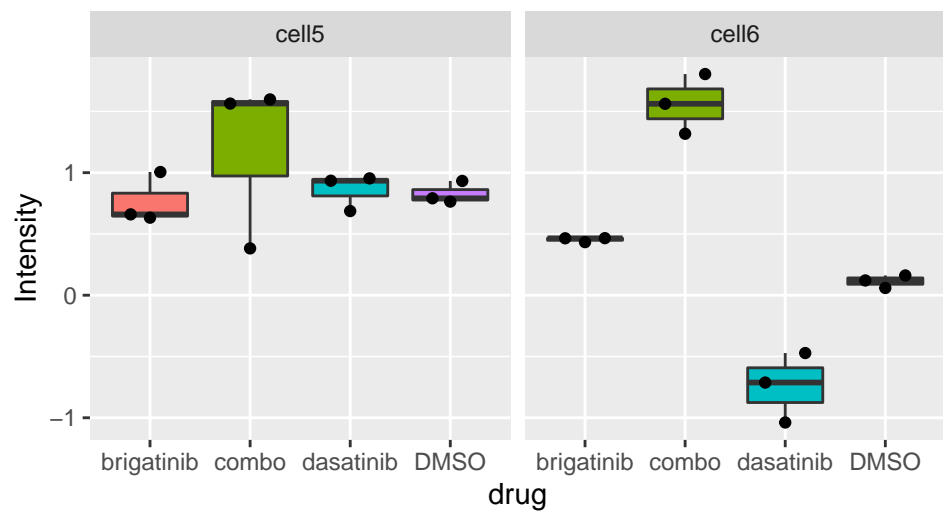 cell5 cell6
Intensity
1
0
−1
brigatinib combo dasatinib DMSO brigatinib combo dasatinib DMSO
drug